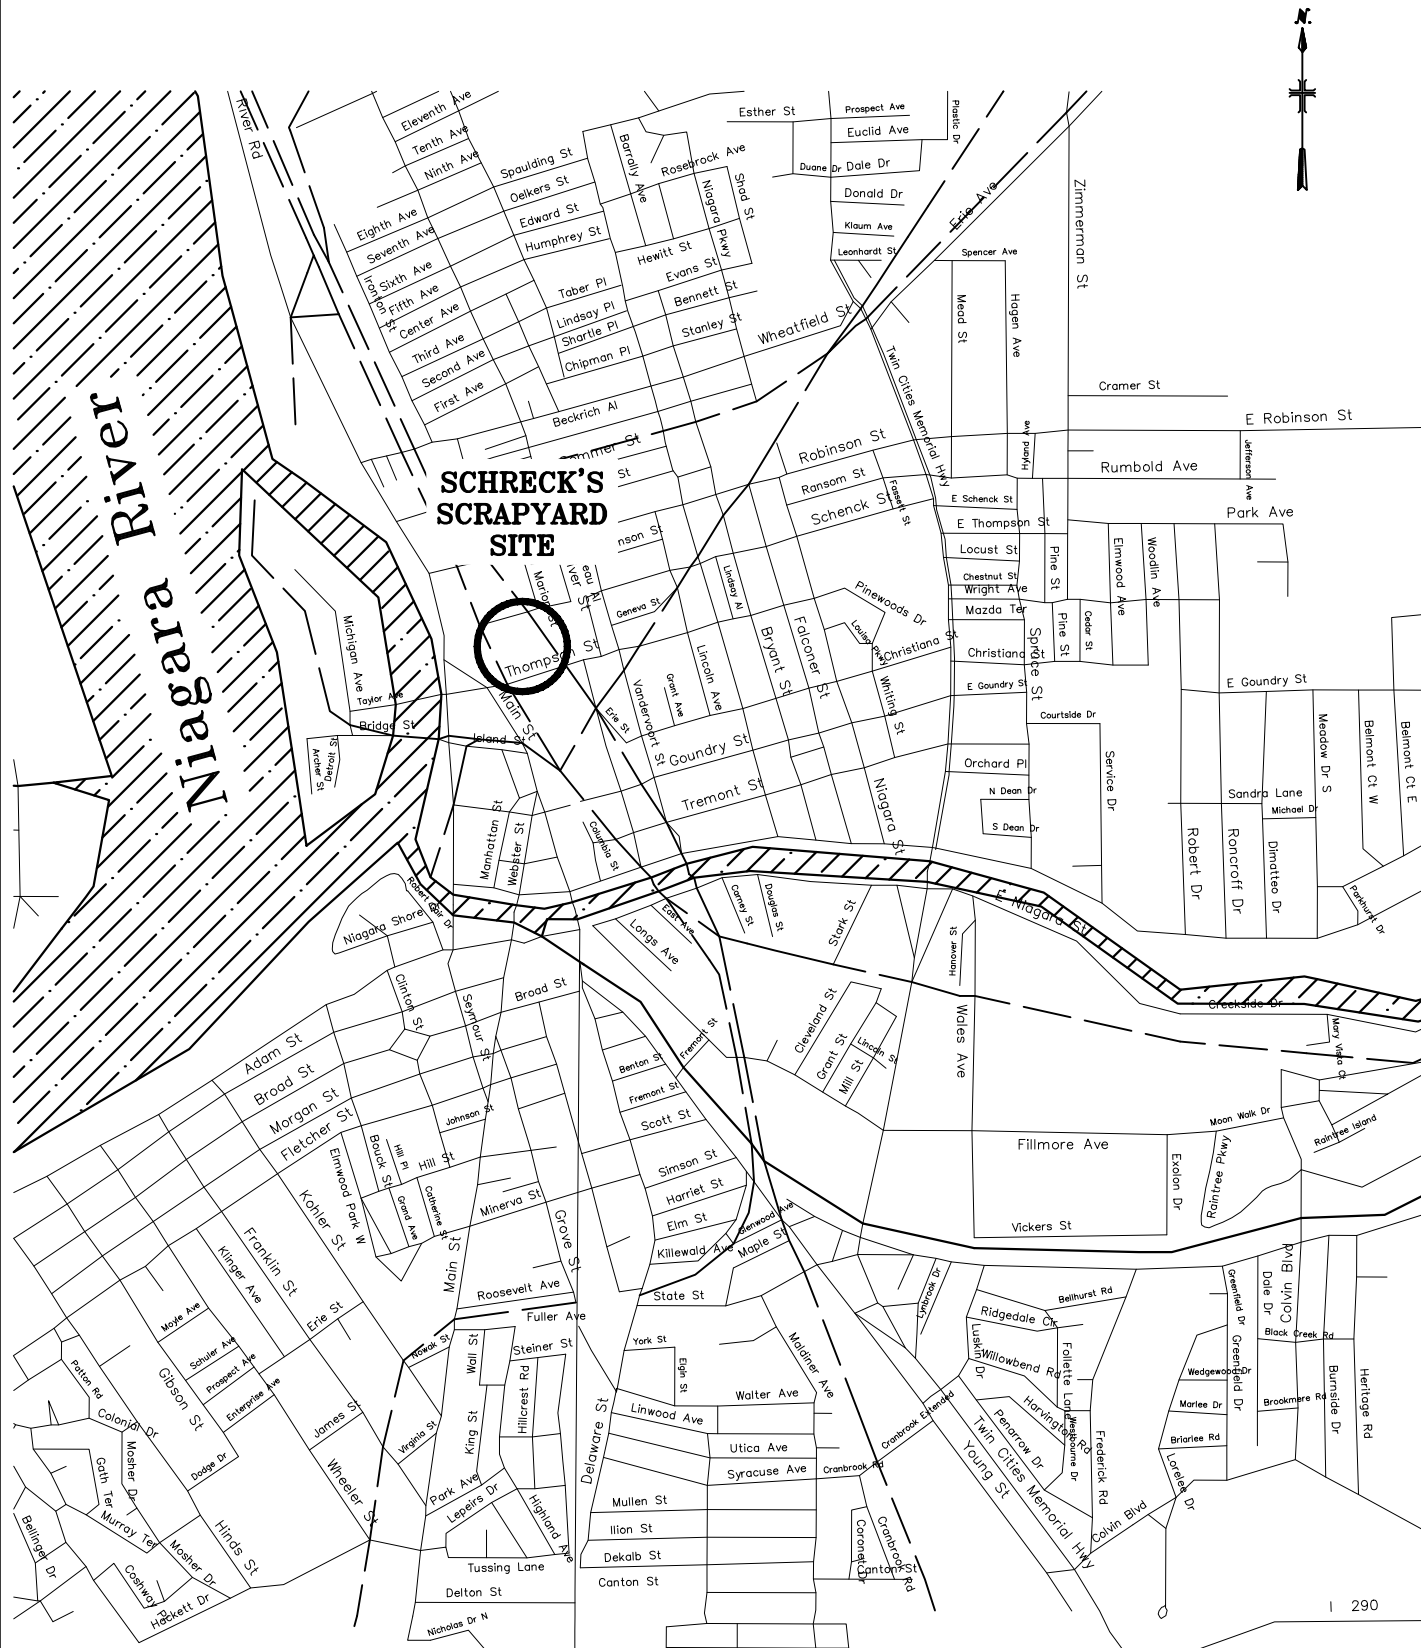 N.
River Rd
Eleventh Ave
Tenth Ave
Ninth Ave
Eighth Ave
Seventh Ave
Sixth Ave
Fifth Ave
Ironton St
Center Ave
Third Ave
Second Ave
First Ave
Spaulding St
Oelkers St
Edward St
Humphrey St
Barrally Ave
Rosebrock Ave
Niagara Pkwy
Shad St
Hewitt St
Evans St
Bennett St
Stanley St
Taber Pl
Lindsay Pl
Shartle Pl
Chipman Pl
Beckrich Al
Wheatfield St
Esther St
Prospect Ave
Euclid Ave
Plastic Dr
Duane Dr
Dale Dr
Donald Dr
Klaum Ave
Leonhardt St
Erie Ave
Spencer Ave
Zimmerman St
Mead St
Hagen Ave
Twin Cities Memorial Hwy
Cramer St
E Robinson St
Hyland Ave
Rumbold Ave
Jefferson Ave
Park Ave
Robinson St
Ransom St
Schenck St
Fassett St
E Schenck St
E Thompson St
Locust St
Chestnut St
Wright Ave
Mazda Ter
Pine St
Pine St
Cedar St
Elmwood Ave
Woodlin Ave
Spruce St
Christiana St
Christiana St
E Goundry St
E Goundry St
Courtside Dr
Orchard Pl
N Dean Dr
S Dean Dr
Service Dr
Sandra Lane
Michael Dr
Meadow Dr S
Belmont Ct W
Belmont Ct E
Robert Dr
Roncroff Dr
Dimatteo Dr
Parkhurst Dr
SCHRECK'S
SCRAPYARD
SITE
St
nson St
Marion St
eau Al
ver St
Geneva St
Thompson St
Lindsay Al
Pinewoods Dr
Louisa Pkwy
Bryant St
Falconer St
Whiting St
Lincoln Ave
Grant Ave
Vandervoort St
Erie St
Goundry St
Tremont St
Niagara St
Main St
Island St
Bridge St
Taylor Ave
Michigan Ave
Detroit St
Archer St
Niagara River
Manhattan St
Webster St
Columbia St
Robert Dr
Niagara Shore
East Ave
Longs Ave
Carney St
Douglas St
Stark St
Hanover St
E Niagara St
Creekside Dr
Mary Vista Ct
Clinton St
Seymour St
Broad St
Adam St
Broad St
Morgan St
Fletcher St
Johnson St
Hill St
Hill Pl
Bouck St
Elmwood Park W
Grand Ave
Catherine St
Minerva St
Grove St
Kohler St
Franklin St
Klinger Ave
Main St
Benton St
Fremont St
Fremont St
Scott St
Simson St
Harriet St
Elm St
Killewald Ave
Glenwood Ave
Maple St
Cleveland St
Grant St
Mill St
Lincoln St
Wales Ave
Fillmore Ave
Vickers St
Exolon Dr
Raintree Pkwy
Moon Walk Dr
Raintree Island
Colvin Blvd
Roosevelt Ave
Fuller Ave
State St
Erie St
Moyle Ave
Schuler Ave
Prospect Ave
Enterprise Ave
Gibson St
James St
Patton Rd
Colonial Dr
Mosher Dr
Gath Ter
Murray Ter
Mosher Dr
Dodge Dr
Wheeler St
Hinds St
Bellinger Dr
Coshway Pl
Hackett Dr
Nowak St
Virginia St
Wall St
Steiner St
King St
Hillcrest Rd
Park Ave
Lepeirs Dr
Highland Ave
Tussing Lane
Delton St
Nicholas Dr N
Delaware St
York St
Elgin St
Maldiner Ave
Walter Ave
Linwood Ave
Utica Ave
Syracuse Ave
Cranbrook Rd
Mullen St
Ilion St
Dekalb St
Canton St
Canton St
Coronet Dr
Cranbrook Rd
Cranbrook Extended
Lynbrook Dr
Bellhurst Rd
Ridgedale Cir
Luskin Dr
Willowbend Rd
Follette Lane
Harvington Rd
Penarrow Dr
Westbourne Dr
Frederick Rd
Twin Cities Memorial Hwy
Young St
Colvin Blvd
Lorelee Dr
Greenfield Dr
Greenfield Dr
Dale Dr
Black Creek Rd
Wedgewood Dr
Marlee Dr
Briarlee Rd
Brookmere Rd
Burnside Dr
Heritage Rd
I 290